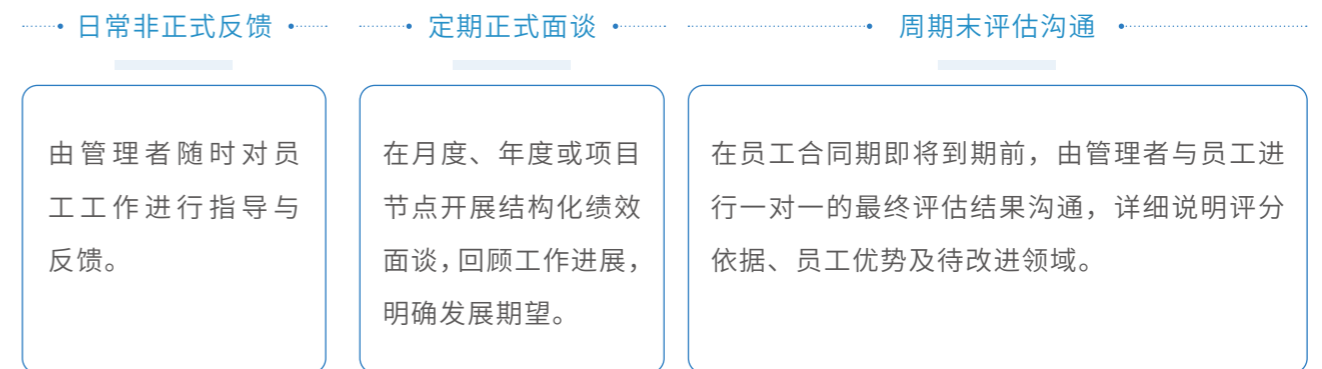 日常非正式反馈
由管理者随时对员
工工作进行指导与
反馈。
定期正式面谈
在月度、年度或项目
节点开展结构化绩效
面谈，回顾工作进展，
明确发展期望。
周期末评估沟通
在员工合同期即将到期前，由管理者与员工进
行一对一的最终评估结果沟通，详细说明评分
依据、员工优势及待改进领域。